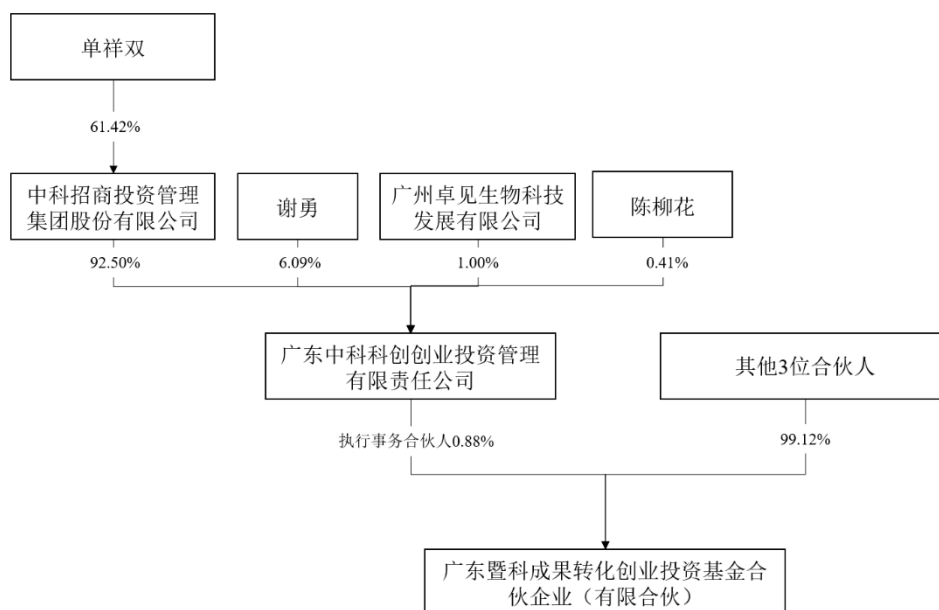 单祥双
61.42%
中科招商投资管理
集团股份有限公司
谢勇
广州卓见生物科技
发展有限公司
陈柳花
92.50%
6.09%
1.00%
0.41%
广东中科科创创业投资管理
有限责任公司
其他3位合伙人
执行事务合伙人0.88%
99.12%
广东暨科成果转化创业投资基金合
伙企业（有限合伙）